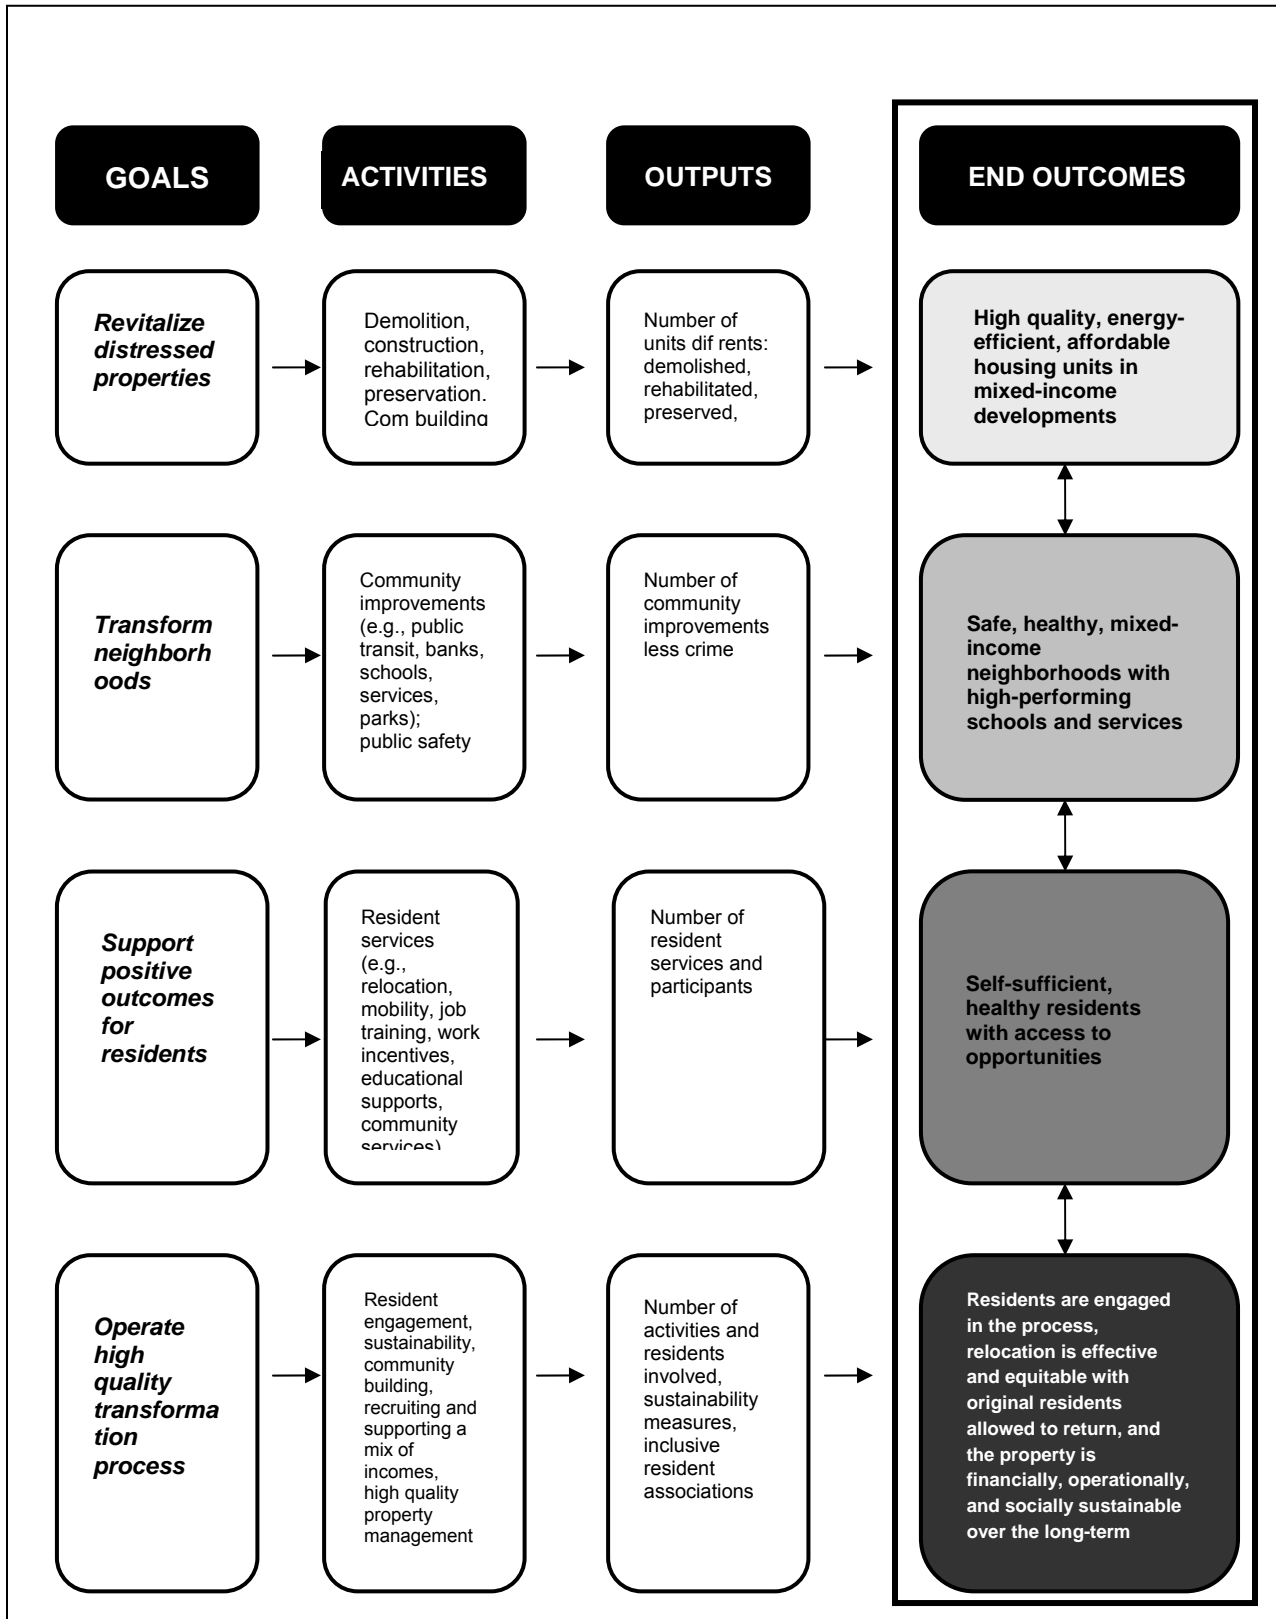 GOALS
ACTIVITIES
OUTPUTS
END OUTCOMES
Revitalize
distressed
properties
Demolition,
construction,
rehabilitation,
preservation.
Com building
Number of
units dif rents:
demolished,
rehabilitated,
preserved,
High quality, energy-
efficient, affordable
housing units in
mixed-income
developments
Transform
neighborh
oods
Community
improvements
(e.g., public
transit, banks,
schools,
services,
parks);
public safety
Number of
community
improvements
less crime
Safe, healthy, mixed-
income
neighborhoods with
high-performing
schools and services
Support
positive
outcomes
for
residents
Resident
services
(e.g.,
relocation,
mobility, job
training, work
incentives,
educational
supports,
community
services)
Number of
resident
services and
participants
Self-sufficient,
healthy residents
with access to
opportunities
Operate
high
quality
transforma
tion
process
Resident
engagement,
sustainability,
community
building,
recruiting and
supporting a
mix of
incomes,
high quality
property
management
Number of
activities and
residents
involved,
sustainability
measures,
inclusive
resident
associations
Residents are engaged
in the process,
relocation is effective
and equitable with
original residents
allowed to return, and
the property is
financially, operationally,
and socially sustainable
over the long-term